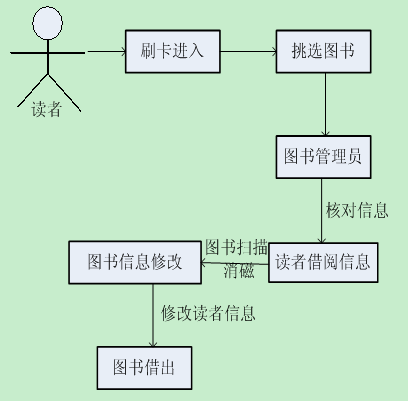 刷卡进入
挑选图书
读者
图书管理员
核对信息
图书扫描
消磁
读者借阅信息
图书信息修改
修改读者信息
图书借出